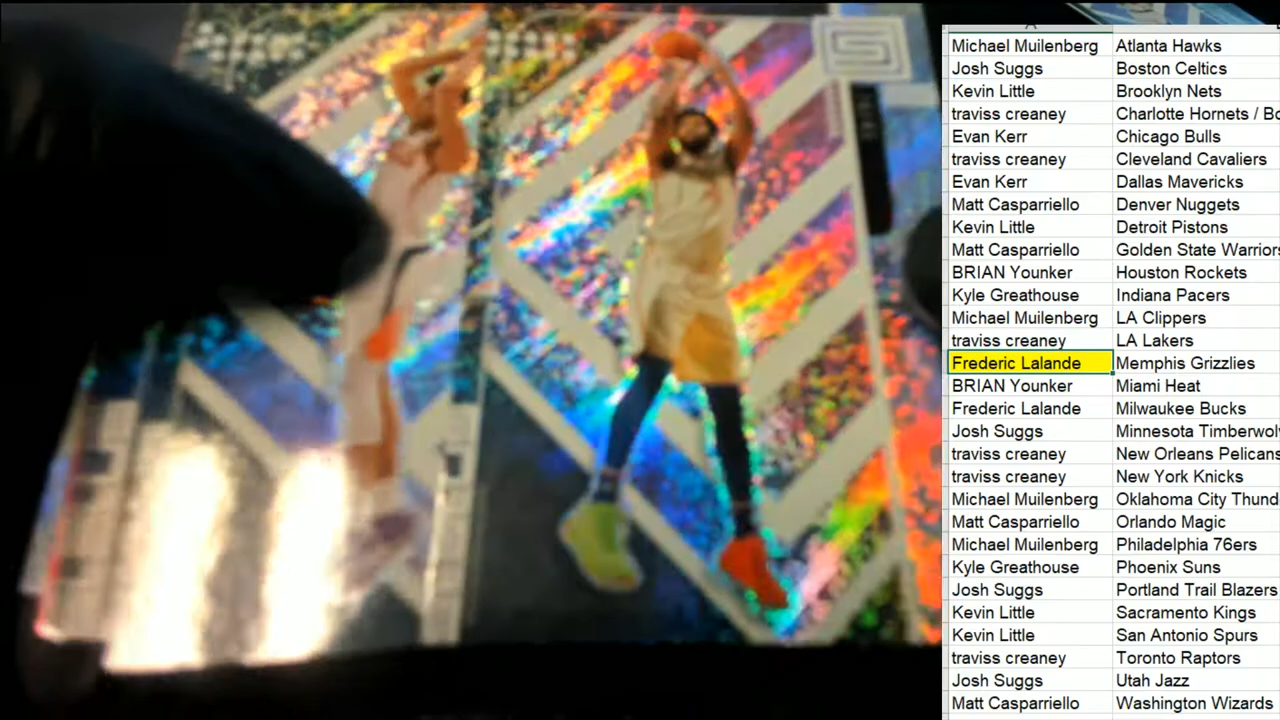 Michael Muilenberg Atlanta Hawks
Josh Suggs Boston Celtics
Kevin Little Brooklyn Nets
traviss creaney Charlotte Hornets / Bo
Evan Kerr Chicago Bulls
traviss creaney Cleveland Cavaliers
Evan Kerr Dallas Mavericks
Matt Casparriello Denver Nuggets
Kevin Little Detroit Pistons
Matt Casparriello Golden State Warriors
BRIAN Younker Houston Rockets
Kyle Greathouse Indiana Pacers
Michael Muilenberg LA Clippers
traviss creaney LA Lakers
Frederic Lalande Memphis Grizzlies
BRIAN Younker Miami Heat
Frederic Lalande Milwaukee Bucks
Josh Suggs Minnesota Timberwolv
traviss creaney New Orleans Pelicans
traviss creaney New York Knicks
Michael Muilenberg Oklahoma City Thund
Matt Casparriello Orlando Magic
Michael Muilenberg Philadelphia 76ers
Kyle Greathouse Phoenix Suns
Josh Suggs Portland Trail Blazers
Kevin Little Sacramento Kings
Kevin Little San Antonio Spurs
traviss creaney Toronto Raptors
Josh Suggs Utah Jazz
Matt Casparriello Washington Wizards